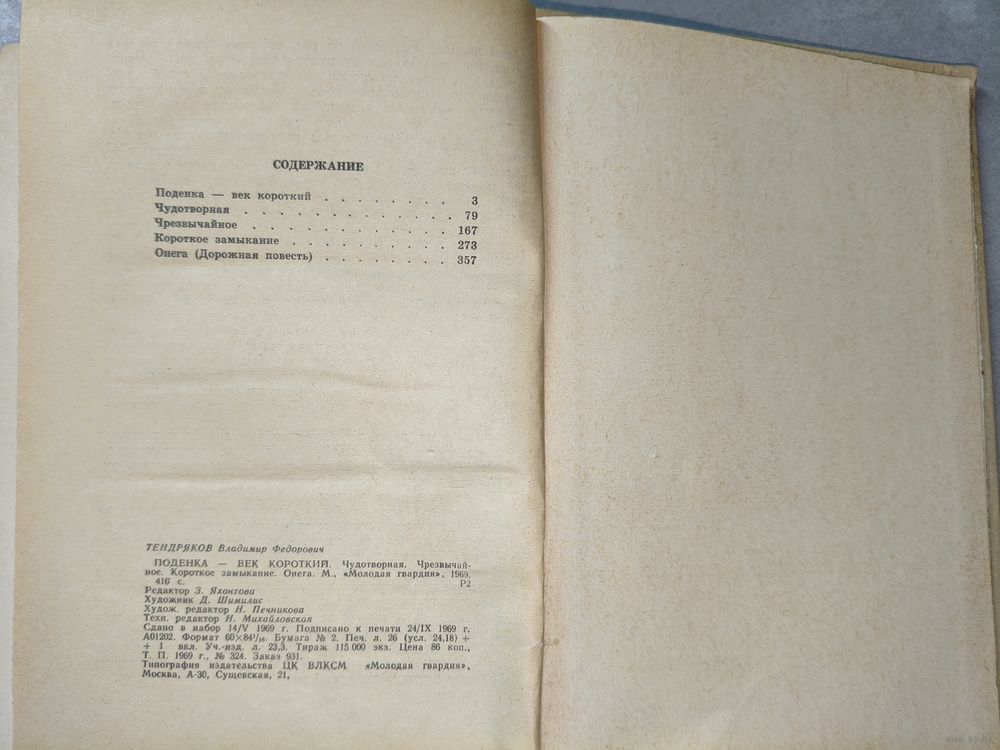 СОДЕРЖАНИЕ
Поденка — век короткий . . . . . . . . . 3
Чудотворная . . . . . . . . . . . . . 79
Чрезвычайное . . . . . . . . . . . . 167
Короткое замыкание . . . . . . . . . . 273
Онега (Дорожная повесть) . . . . . . . . 357
ТЕНДРЯКОВ Владимир Федорович
ПОДЕНКА — ВЕК КОРОТКИЙ. Чудотворная. Чрезвычай-
ное. Короткое замыкание. Онега. М., «Молодая гвардия», 1969.
416 с. Р2
Редактор З. Яхонтова
Художник Д. Шимилис
Худож. редактор Н. Печникова
Техн. редактор Н. Михайловская
Сдано в набор 14/V 1969 г. Подписано к печати 24/IX 1969 г.
А01202. Формат 60×84¹/₁₆. Бумага № 2. Печ. л. 26 (усл. 24,18) +
+ 1 вкл. Уч.-изд. л. 23,3. Тираж 115 000 экз. Цена 86 коп.,
Т. П. 1969 г., № 324. Заказ 931.
Типография издательства ЦК ВЛКСМ «Молодая гвардия»,
Москва, А-30, Сущевская, 21,